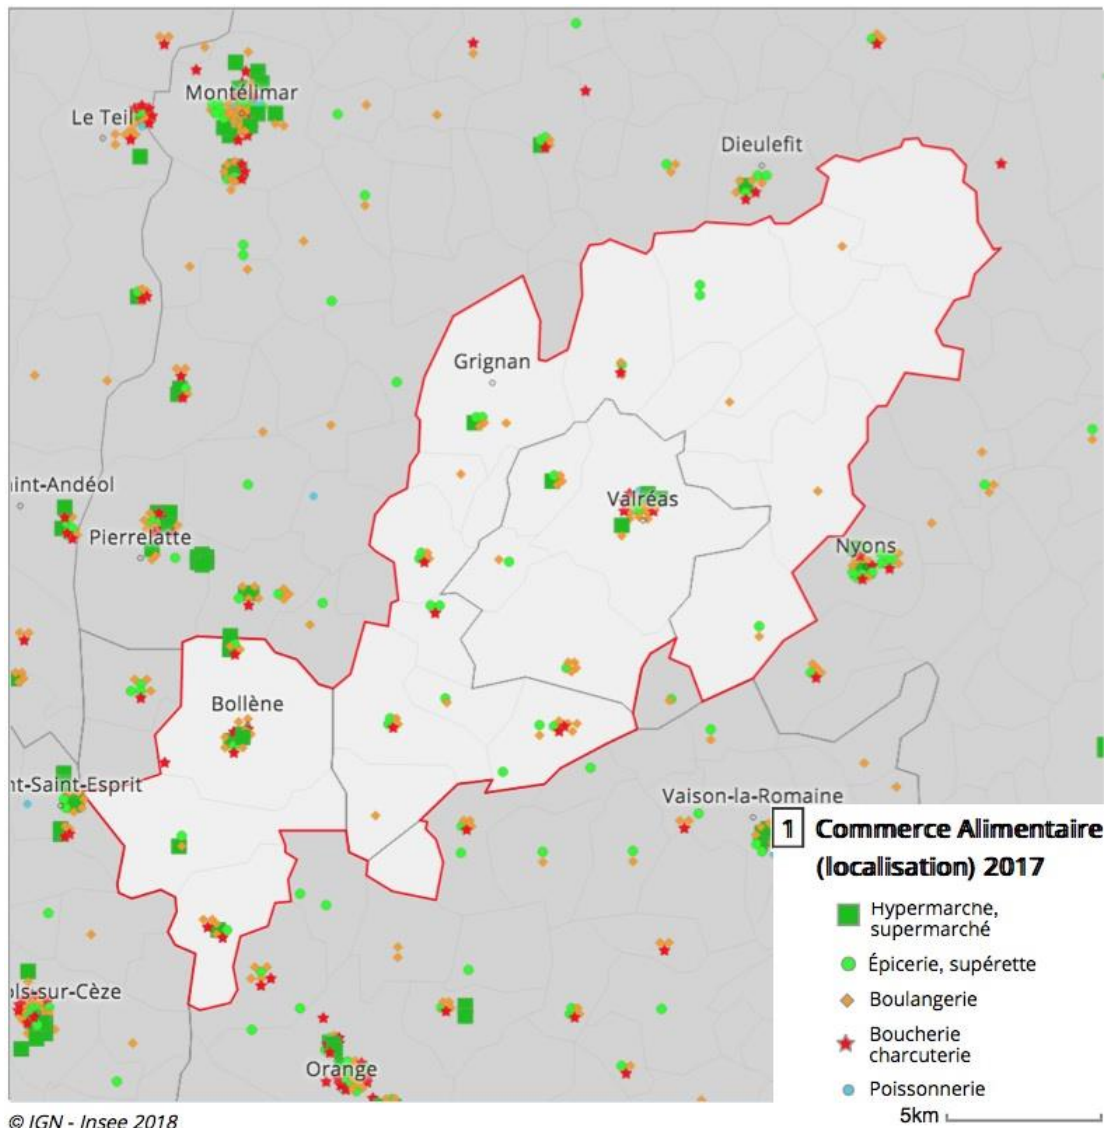 Montélimar
Le Teil
Dieulefit
Grignan
int-Andéol
Valréas
Pierrelatte
Nyons
Bollène
nt-Saint-Esprit
Vaison-la-Romaine
1 Commerce Alimentaire
(localisation) 2017
Hypermarche,
supermarché
Épicerie, supérette
Boulangerie
Boucherie
charcuterie
Poissonnerie
ols-sur-Cèze
Orange
5km
© IGN - Insee 2018